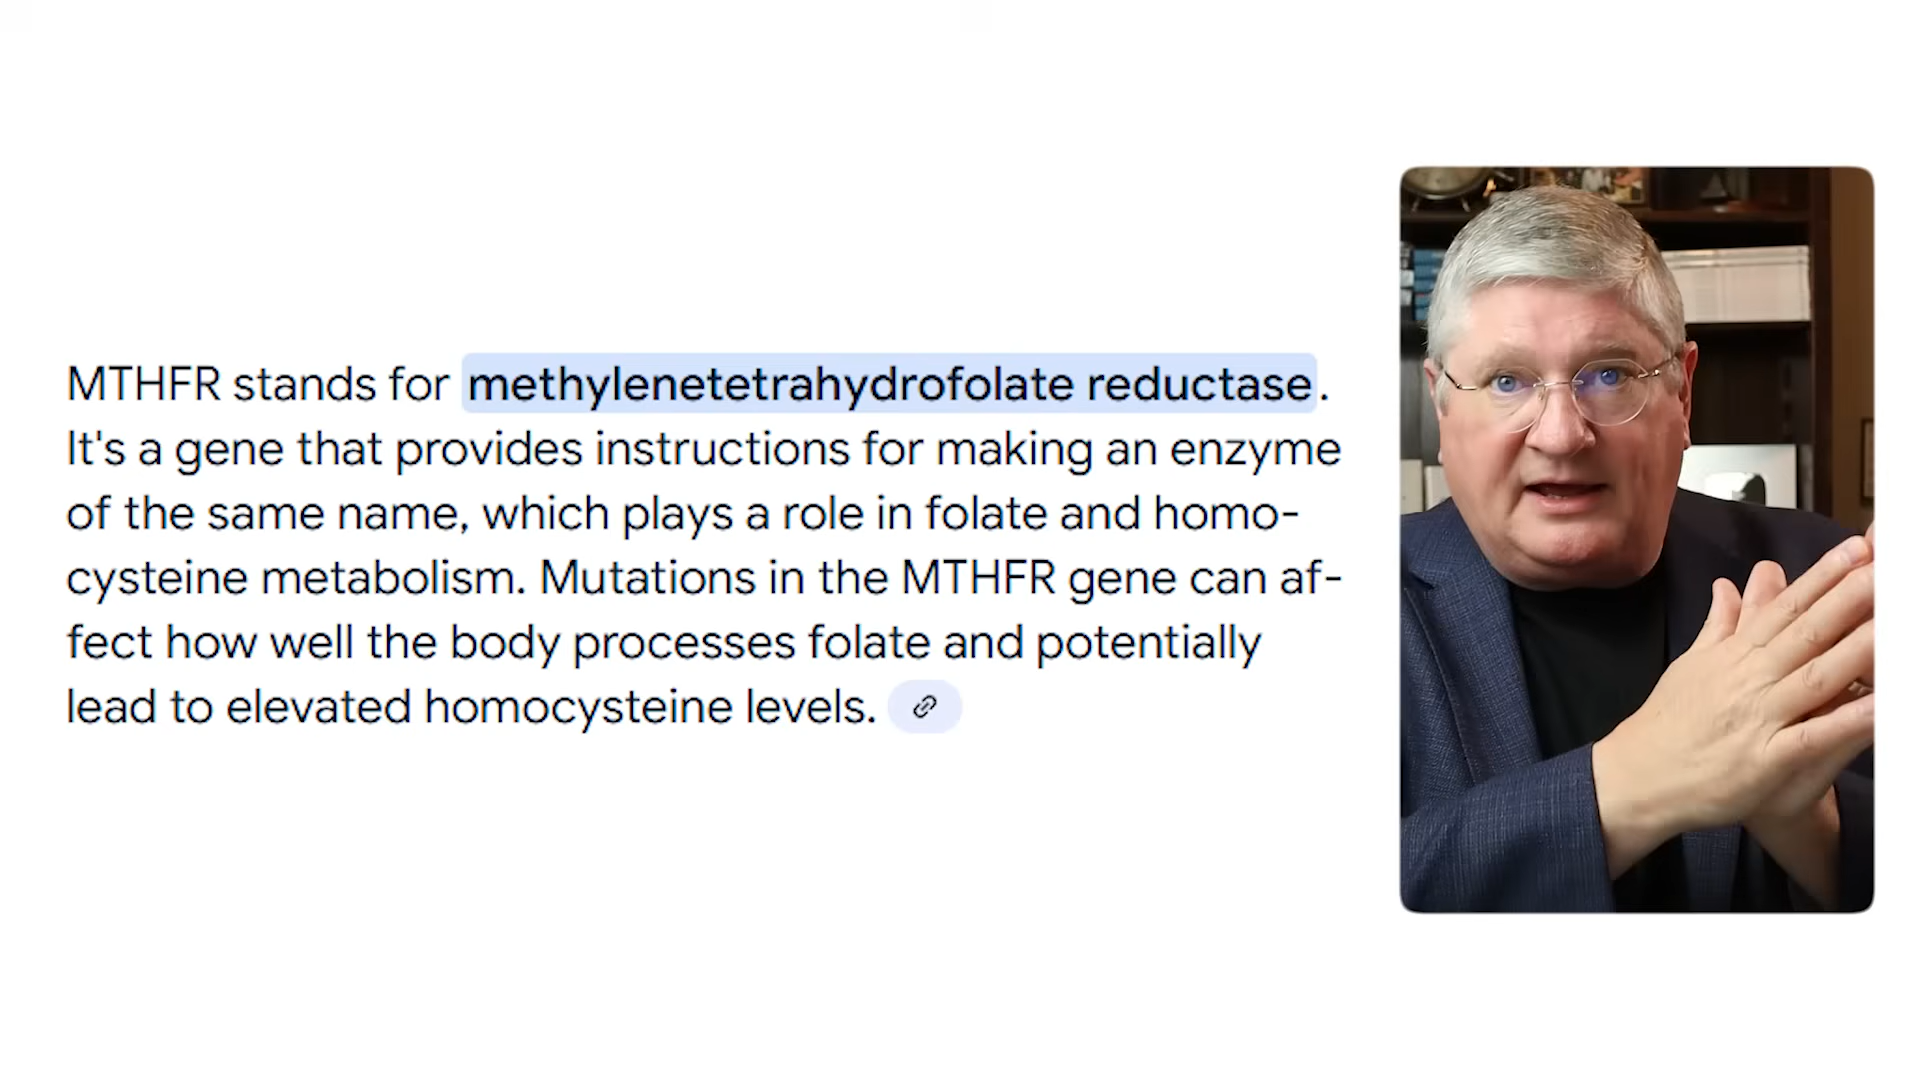 MTHFR stands for methylenetetrahydrofolate reductase.
It's a gene that provides instructions for making an enzyme
of the same name, which plays a role in folate and homo-
cysteine metabolism. Mutations in the MTHFR gene can af-
fect how well the body processes folate and potentially
lead to elevated homocysteine levels.